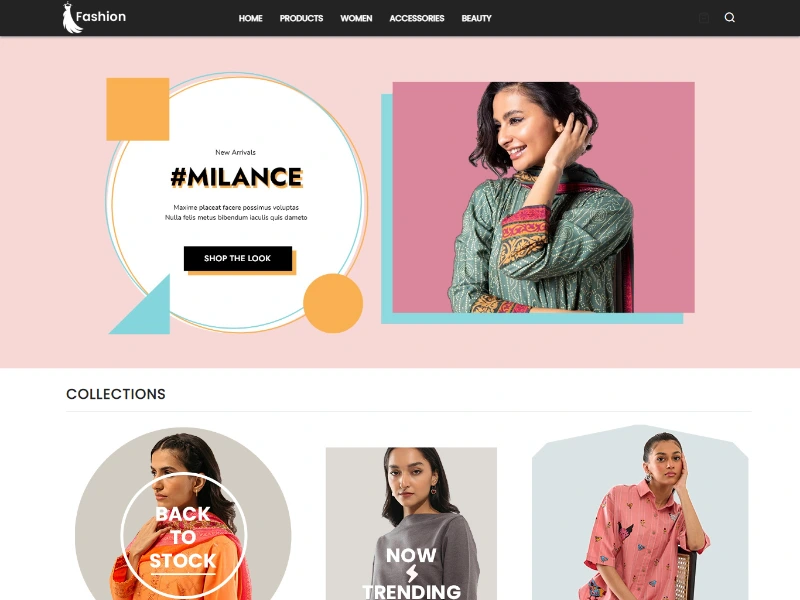 Fashion
HOME
PRODUCTS
WOMEN
ACCESSORIES
BEAUTY
New Arrivals
#MILANCE
Maxime placeat facere possimus voluptas
Nulla felis metus bibendum iaculis quis dameto
SHOP THE LOOK
COLLECTIONS
BACK
TO
STOCK
NOW
TRENDING